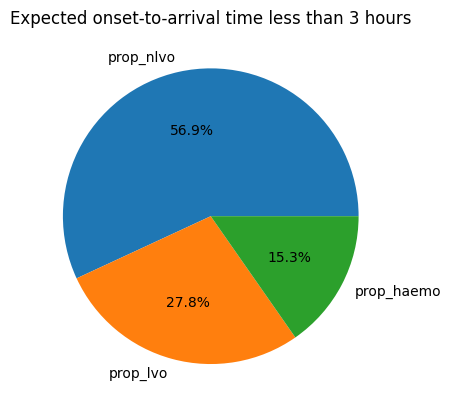 Expected onset-to-arrival time less than 3 hours
prop_nlvo
56.9%
15.3%
27.8%
prop_haemo
prop_lvo